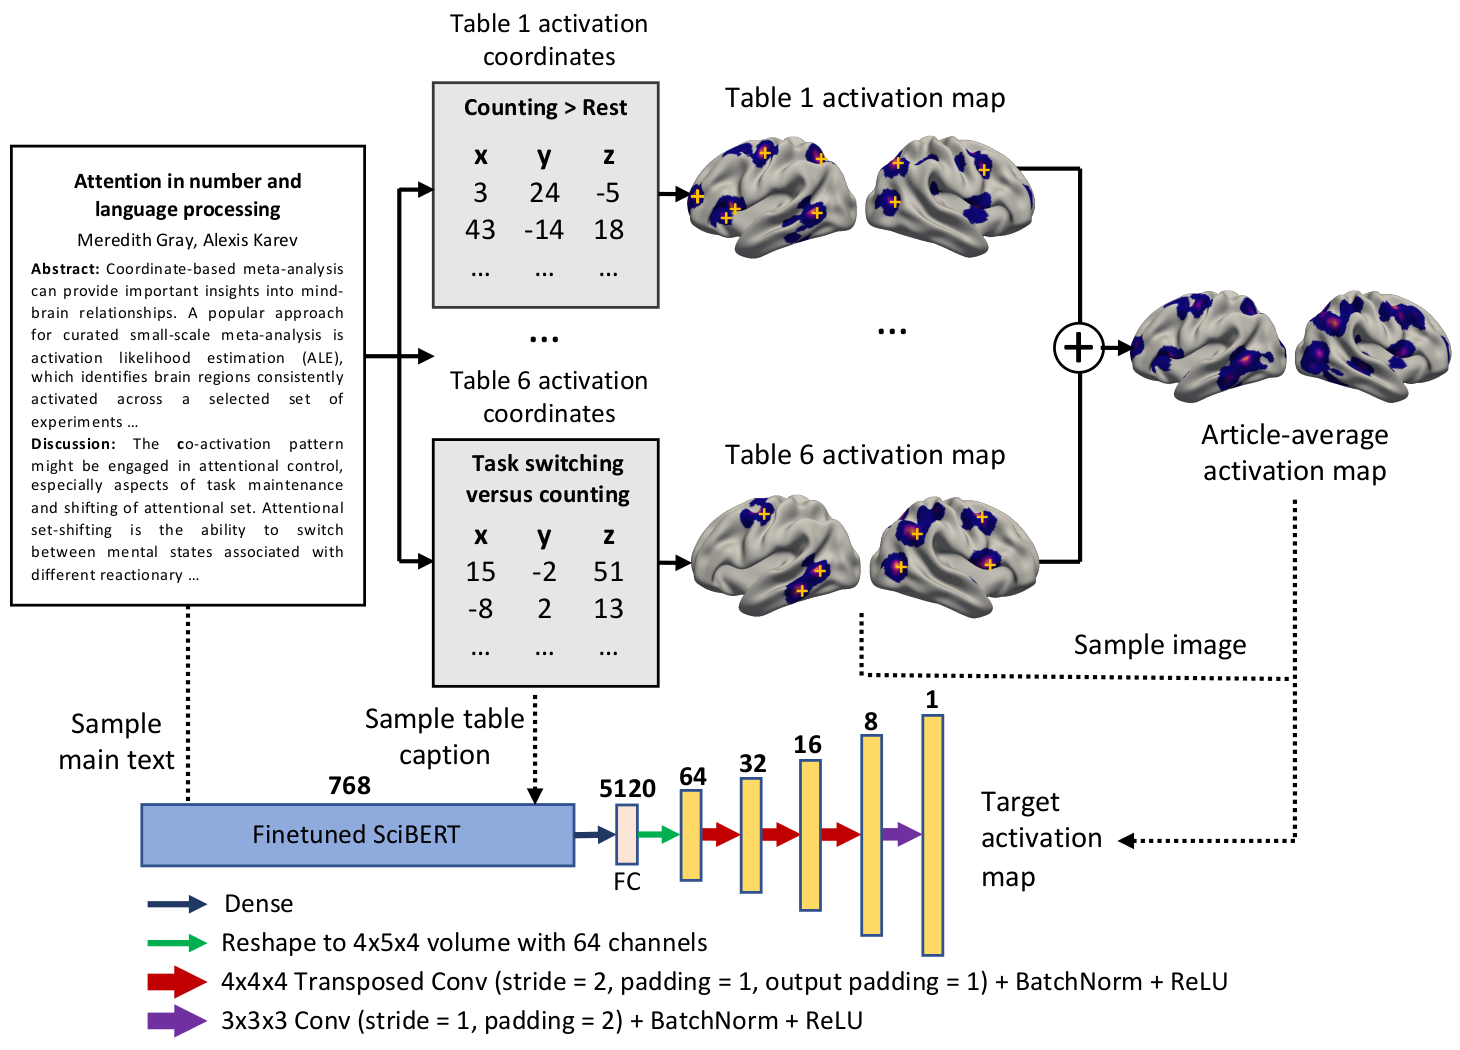 Table 1 activation
coordinates
Counting > Rest
x y z
3 24 -5
43 -14 18
... ... ...
Table 1 activation map
Attention in number and
language processing
Meredith Gray, Alexis Karev
Abstract: Coordinate-based meta-analysis
can provide important insights into mind-
brain relationships. A popular approach
for curated small-scale meta-analysis is
activation likelihood estimation (ALE),
which identifies brain regions consistently
activated across a selected set of
experiments ...
Discussion: The co-activation pattern
might be engaged in attentional control,
especially aspects of task maintenance
and shifting of attentional set. Attentional
set-shifting is the ability to switch
between mental states associated with
different reactionary ...
...
...
Table 6 activation
coordinates
Task switching
versus counting
x y z
15 -2 51
-8 2 13
... ... ...
Table 6 activation map
Article-average
activation map
Sample image
Sample
main text
Sample table
caption
768
Finetuned SciBERT
5120
FC
64
32
16
8
1
Target
activation
map
Dense
Reshape to 4x5x4 volume with 64 channels
4x4x4 Transposed Conv (stride = 2, padding = 1, output padding = 1) + BatchNorm + ReLU
3x3x3 Conv (stride = 1, padding = 2) + BatchNorm + ReLU